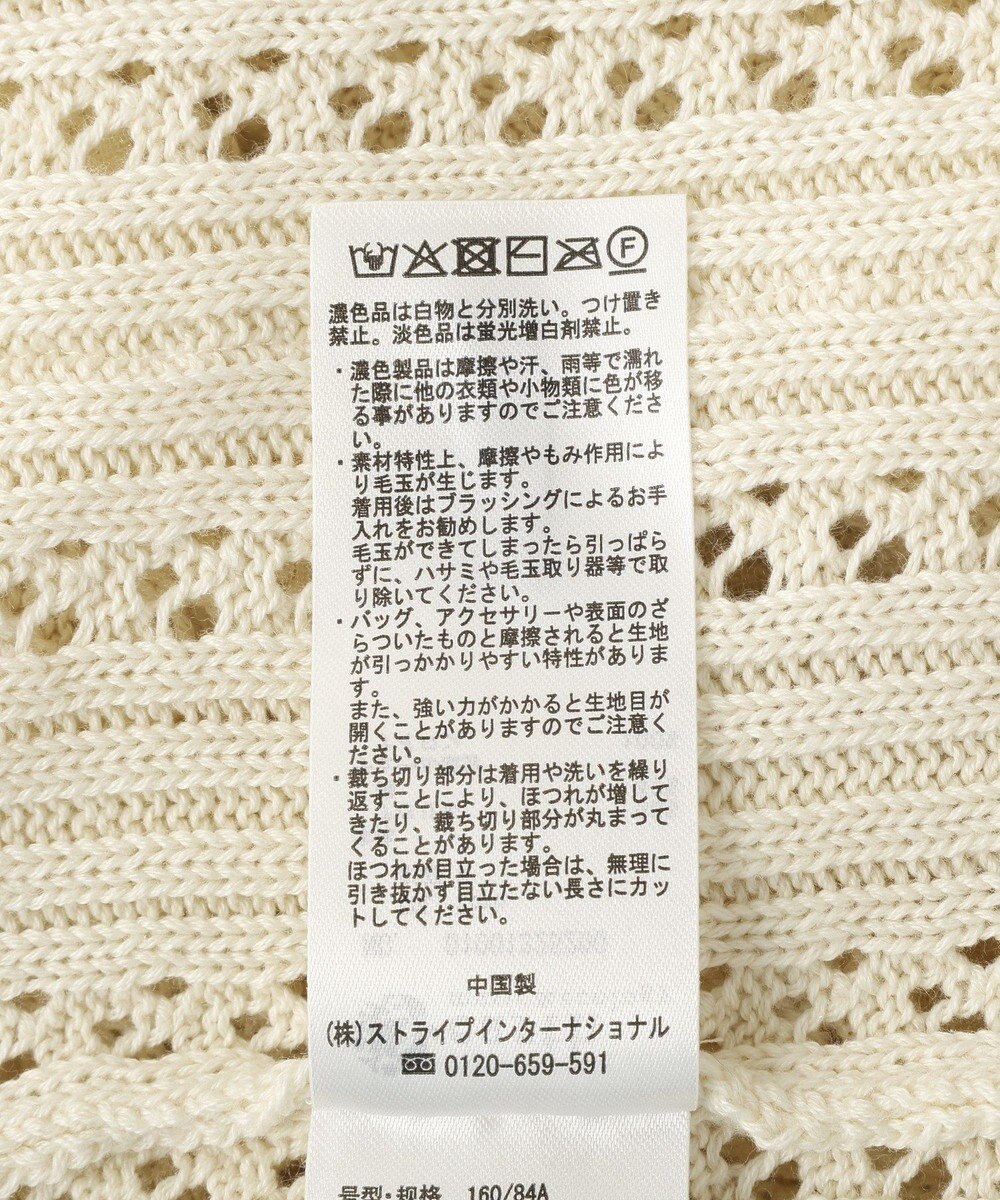 濃色品は白物と分別洗い。つけ置き
禁止。淡色品は蛍光増白剤禁止。
・濃色製品は摩擦や汗、雨等で濡れ
た際に他の衣類や小物類に色が移
る事がありますのでご注意くださ
い。
・素材特性上、摩擦やもみ作用によ
り毛玉が生じます。
着用後はブラッシングによるお手
入れをお勧めします。
毛玉ができてしまったら引っぱら
ずに、ハサミや毛玉取り器等で取
り除いてください。
・バッグ、アクセサリーや表面のざ
らついたものと摩擦されると生地
が引っかかりやすい特性がありま
す。
また、強い力がかかると生地目が
開くことがありますのでご注意く
ださい。
・裁ち切り部分は着用や洗いを繰り
返すことにより、ほつれが増して
きたり、裁ち切り部分が丸まって
くることがあります。
ほつれが目立った場合は、無理に
引き抜かず目立たない長さにカッ
トしてください。
中国製
(株)ストライプインターナショナル
0120-659-591
号型・规格 160/84A